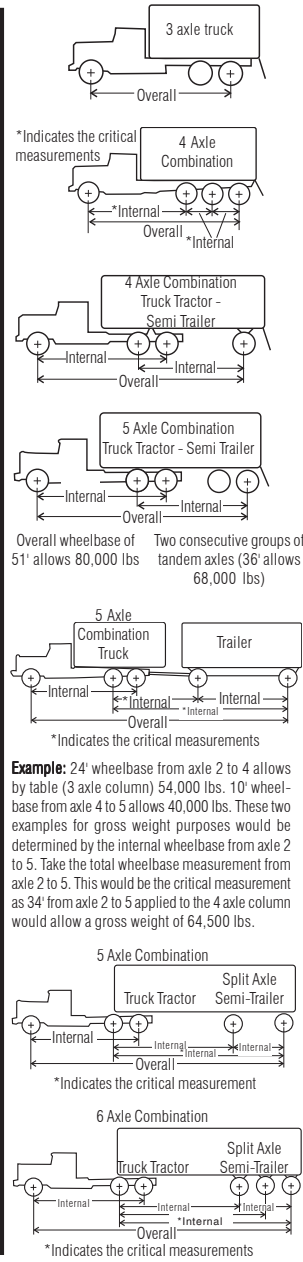 3 axle truck
Overall
*Indicates the critical
measurements
4 Axle
Combination
*Internal
Overall
*Internal
4 Axle Combination
Truck Tractor -
Semi Trailer
Internal
Internal
Overall
5 Axle Combination
Truck Tractor - Semi Trailer
Internal
Internal
Overall
Overall wheelbase of
51' allows 80,000 lbs
Two consecutive groups of
tandem axles (36' allows
68,000 lbs)
5 Axle
Combination
Truck
Trailer
Internal
*Internal
Internal
*Internal
Overall
*Indicates the critical measurements
Example: 24' wheelbase from axle 2 to 4 allows
by table (3 axle column) 54,000 lbs. 10' wheel-
base from axle 4 to 5 allows 40,000 lbs. These two
examples for gross weight purposes would be
determined by the internal wheelbase from axle 2
to 5. Take the total wheelbase measurement from
axle 2 to 5. This would be the critical measurement
as 34' from axle 2 to 5 applied to the 4 axle column
would allow a gross weight of 64,500 lbs.
5 Axle Combination
Split Axle
Truck Tractor Semi-Trailer
Internal
Internal
Internal
*Internal
Overall
*Indicates the critical measurement
6 Axle Combination
Split Axle
Truck Tractor Semi-Trailer
Internal
Internal
Internal
*Internal
Overall
*Indicates the critical measurements